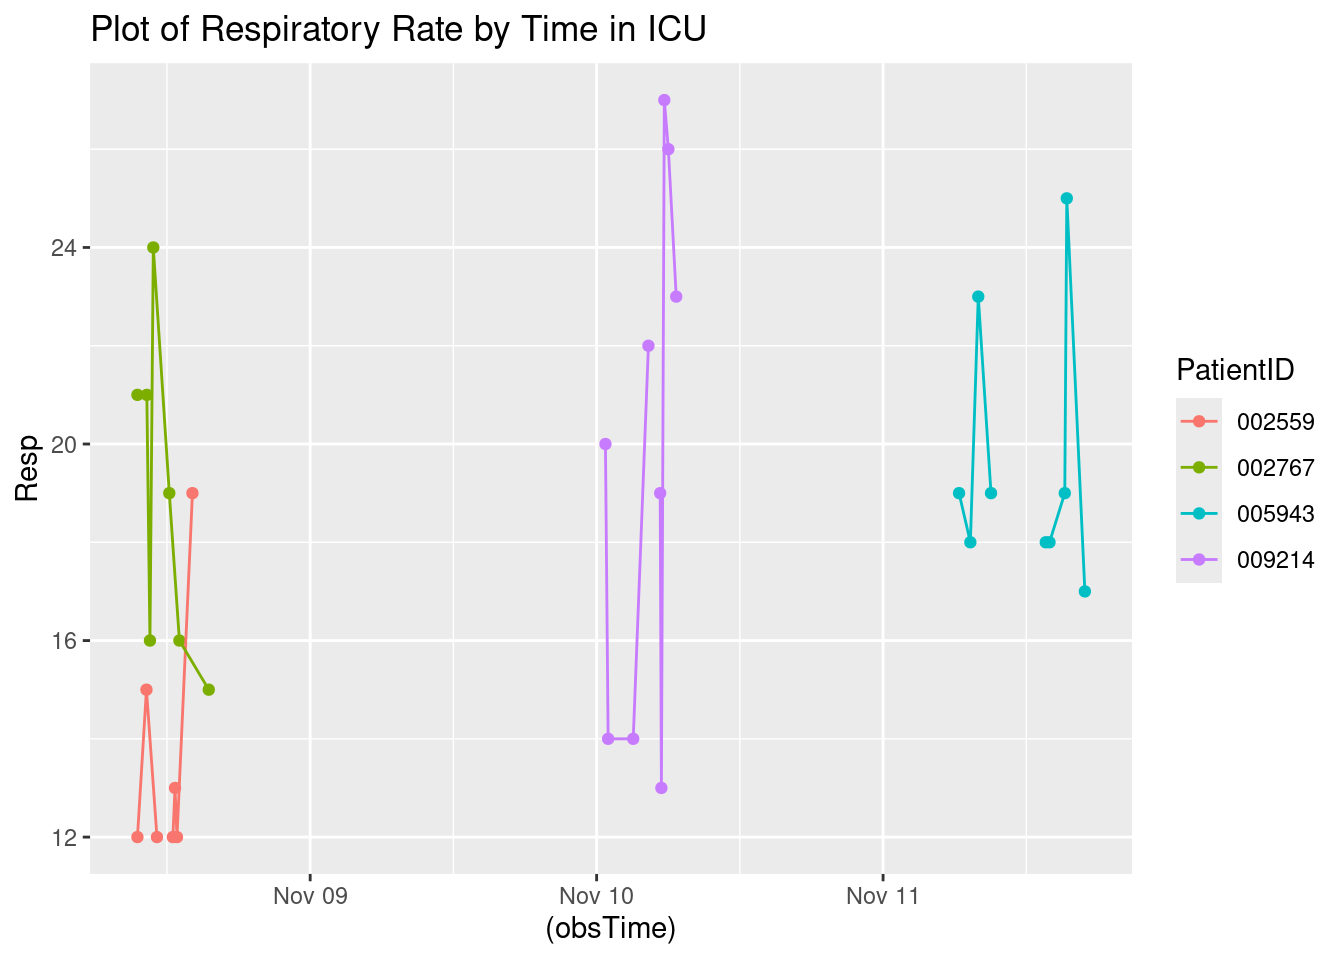 Plot of Respiratory Rate by Time in ICU
24
20
16
12
Resp
Nov 09
Nov 10
Nov 11
(obsTime)
PatientID
002559
002767
005943
009214